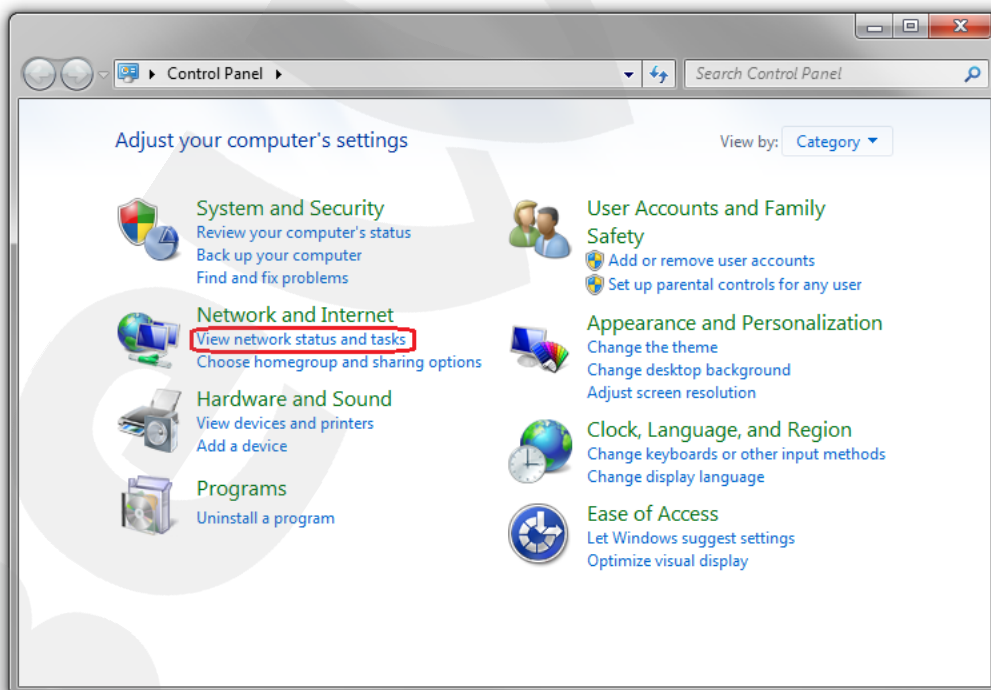 Control Panel
Search Control Panel
Adjust your computer's settings
View by: Category
System and Security
Review your computer's status
Back up your computer
Find and fix problems
Network and Internet
View network status and tasks
Choose homegroup and sharing options
Hardware and Sound
View devices and printers
Add a device
Programs
Uninstall a program
User Accounts and Family
Safety
Add or remove user accounts
Set up parental controls for any user
Appearance and Personalization
Change the theme
Change desktop background
Adjust screen resolution
Clock, Language, and Region
Change keyboards or other input methods
Change display language
Ease of Access
Let Windows suggest settings
Optimize visual display